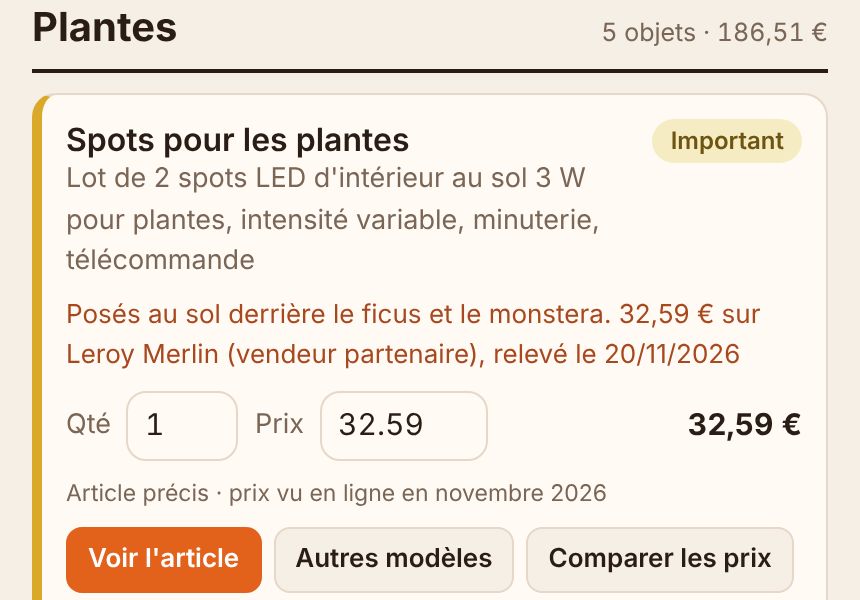 Plantes
5 objets · 186,51 €
Spots pour les plantes
Important
Lot de 2 spots LED d'intérieur au sol 3 W
pour plantes, intensité variable, minuterie,
télécommande
Posés au sol derrière le ficus et le monstera. 32,59 € sur
Leroy Merlin (vendeur partenaire), relevé le 20/11/2026
Qté 1 Prix 32.59 32,59 €
Article précis · prix vu en ligne en novembre 2026
Voir l'article Autres modèles Comparer les prix